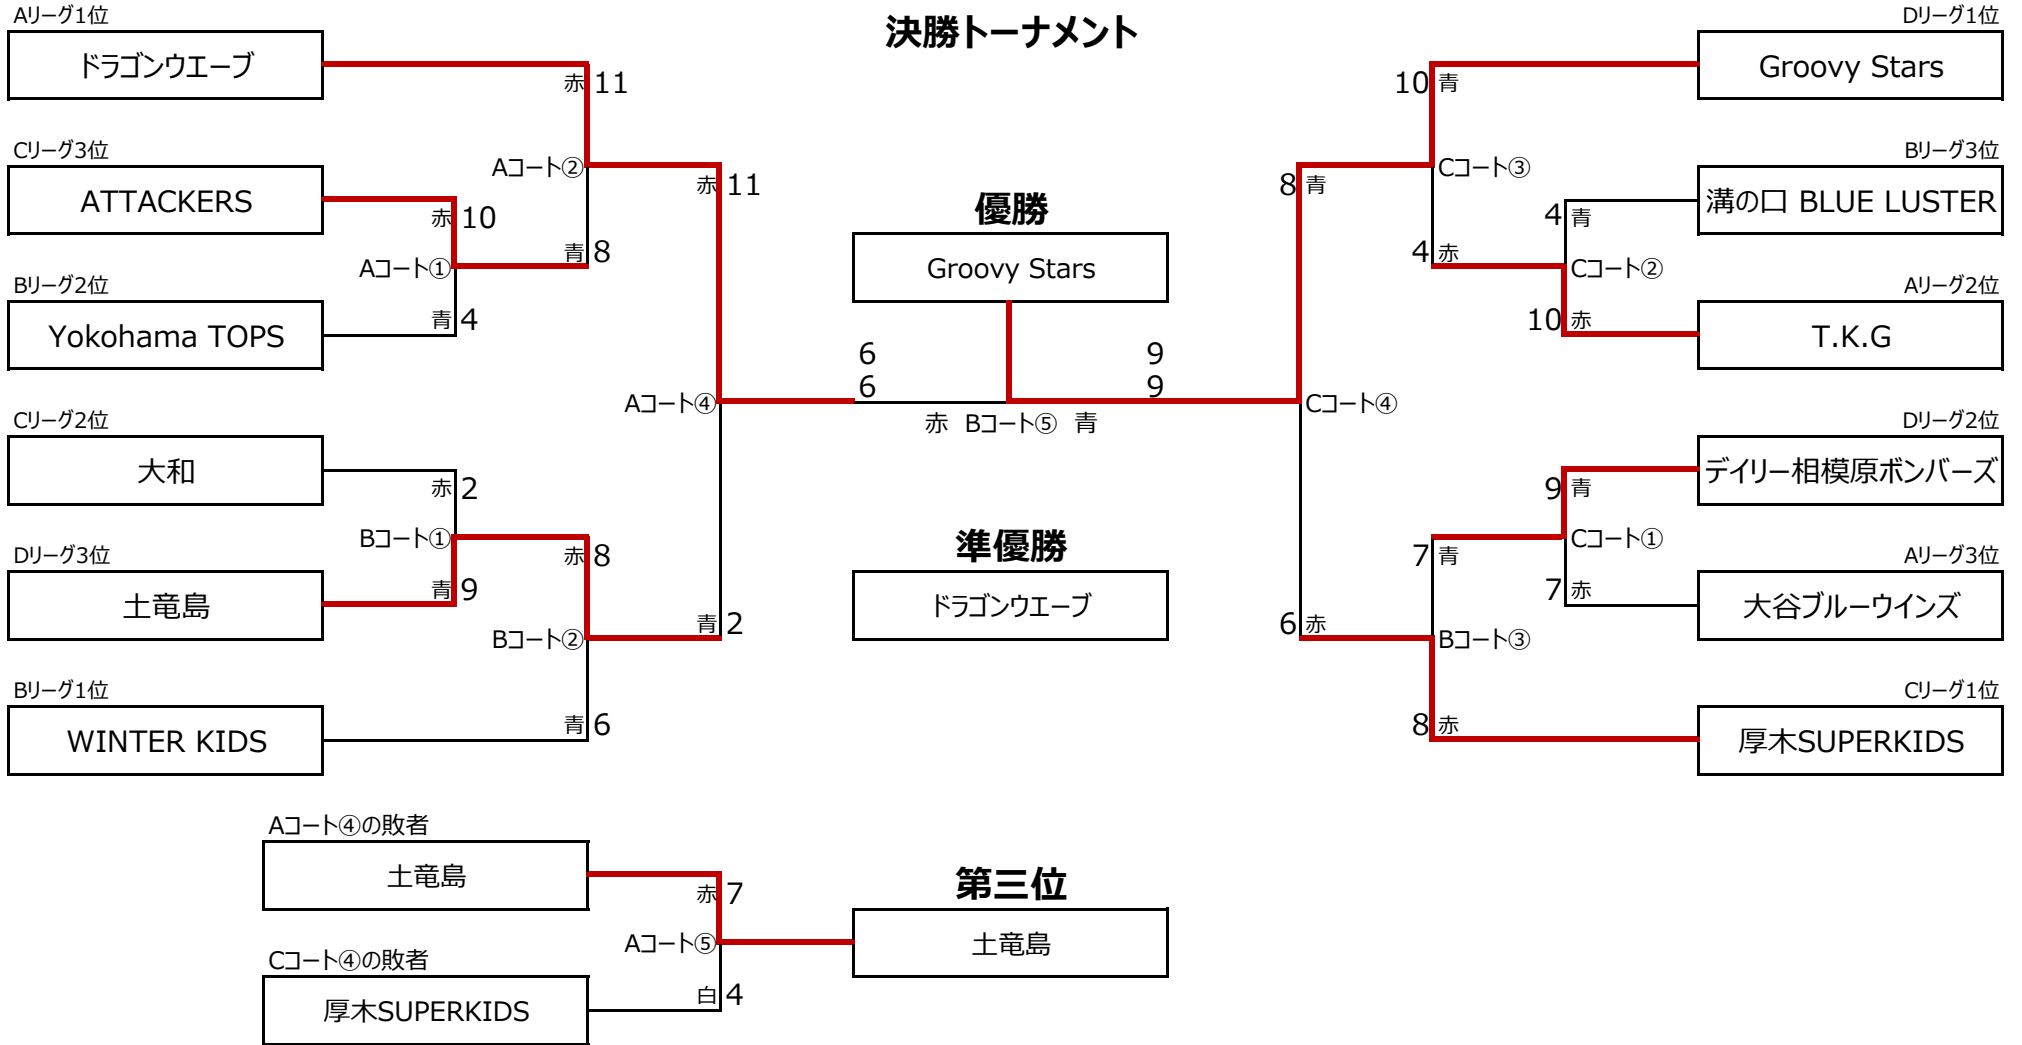 決勝トーナメント
Aリーグ1位
ドラゴンウエーブ
赤 11
Cリーグ3位
ATTACKERS
赤 10
Aコート①
Aコート②
青 8
Bリーグ2位
Yokohama TOPS
青 4
赤 11
Aコート④
Cリーグ2位
大和
赤 2
Bコート①
Dリーグ3位
土竜島
青 9
赤 8
Bコート②
青 2
Bリーグ1位
WINTER KIDS
青 6
優勝
Groovy Stars
6 9
6 9
赤 Bコート⑤ 青
準優勝
ドラゴンウエーブ
Dリーグ1位
Groovy Stars
10 青
Cコート③
8 青
Bリーグ3位
溝の口 BLUE LUSTER
4 青
4 赤
Cコート②
Aリーグ2位
T.K.G
10 赤
Cコート④
Dリーグ2位
デイリー相模原ボンバーズ
9 青
Cコート①
7 青
Aリーグ3位
大谷ブルーウインズ
7 赤
6 赤
Bコート③
Cリーグ1位
厚木SUPERKIDS
8 赤
Aコート④の敗者
土竜島
赤 7
Aコート⑤
Cコート④の敗者
厚木SUPERKIDS
白 4
第三位
土竜島